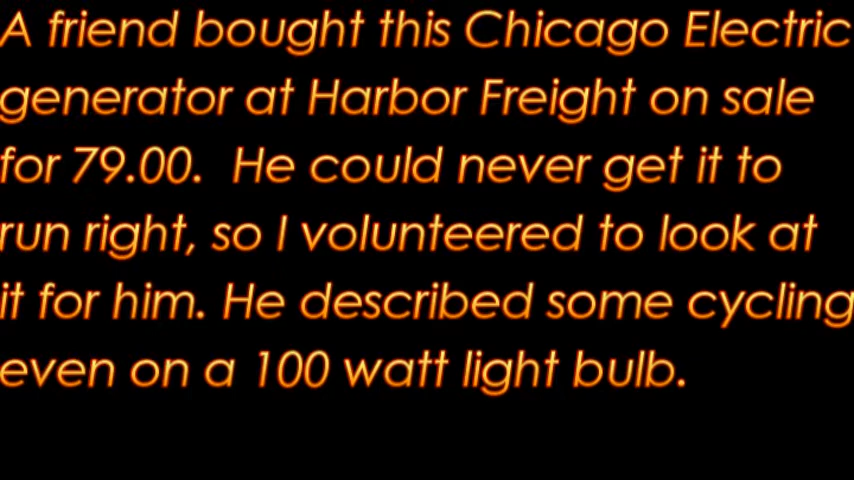 A friend bought this Chicago Electric
generator at Harbor Freight on sale
for 79.00.  He could never get it to
run right, so I volunteered to look at
it for him. He described some cycling
even on a 100 watt light bulb.